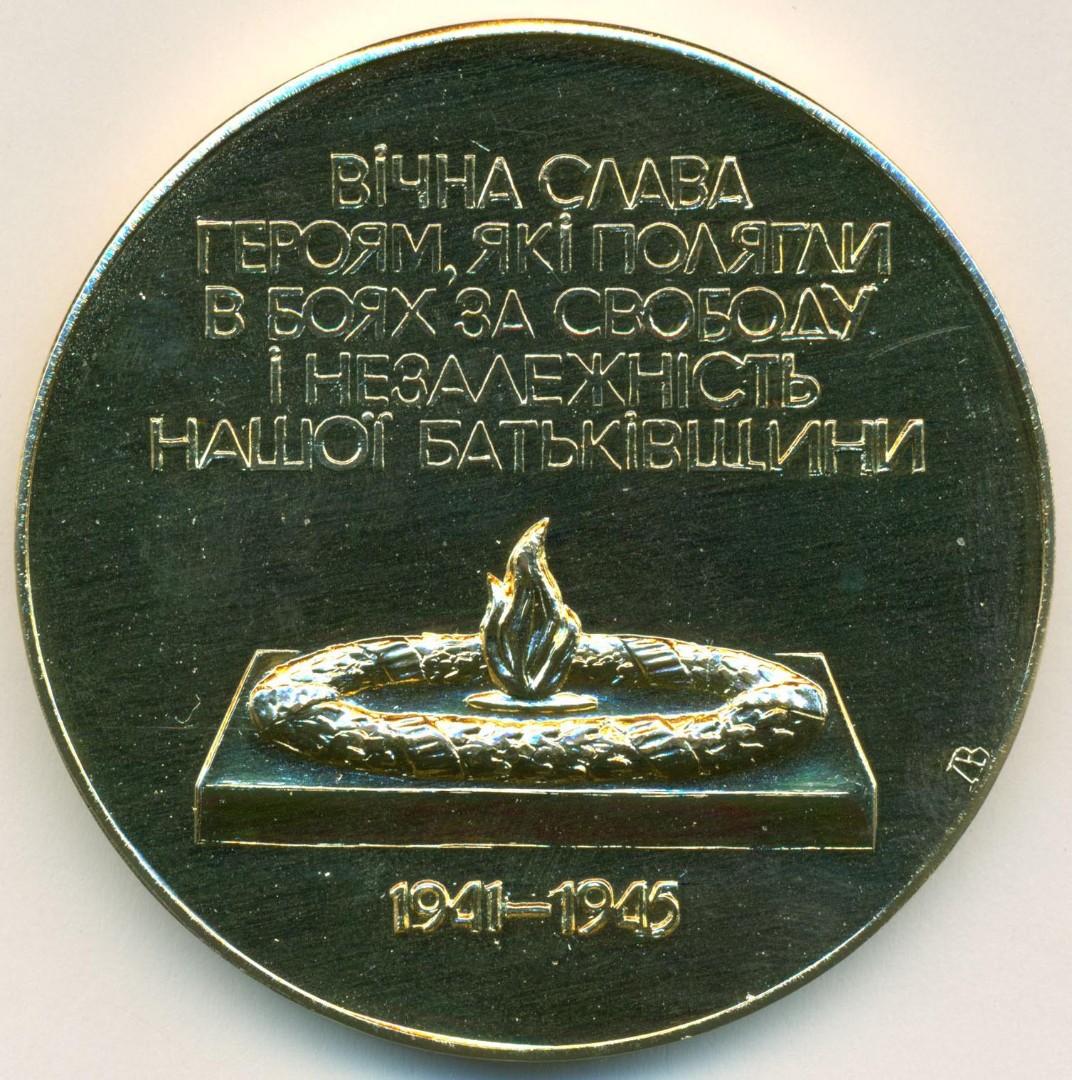 ВіЧНА СЛАВА
ГЕРОЯМ, ЯКі ПОЛЯГЛИ
В БОЯХ ЗА СВОБОДУ
і НЕЗАЛЕЖНіСТЬ
НАШОЇ БАТЬКіВЩИНИ
1941–1945